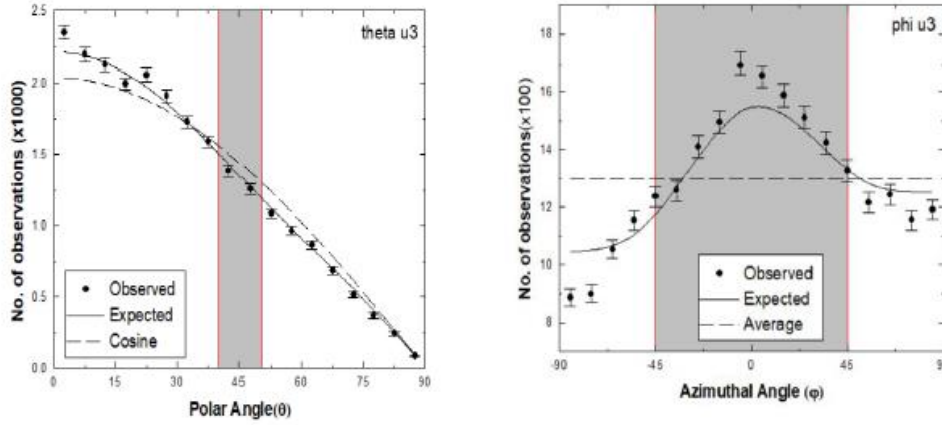 theta u3
No. of observations (x1000)
2.5
2.0
1.5
1.0
0.5
0.0
Observed
Expected
Cosine
0 15 30 45 60 75 90
Polar Angle(θ)
phi u3
No. of observations(×100)
18
16
14
12
10
8
Observed
Expected
Average
-90 -45 0 45 90
Azimuthal Angle (φ)